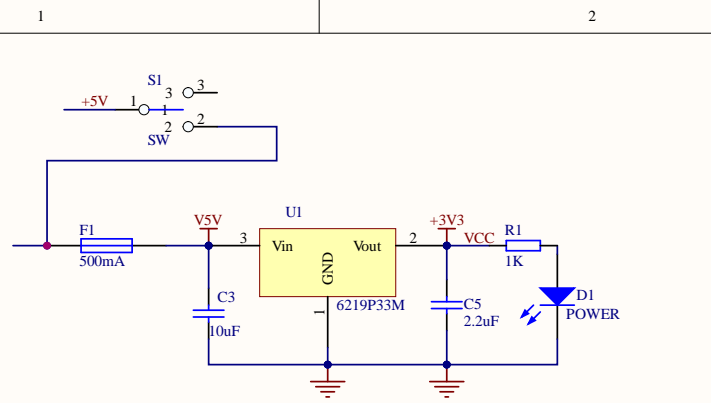 1 2
S1
3 3
+5V 1 1
2 2
SW
F1
500mA
V5V
U1
3 Vin Vout 2
GND
1
6219P33M
+3V3
VCC
R1
1K
C3
10uF
C5
2.2uF
D1
POWER